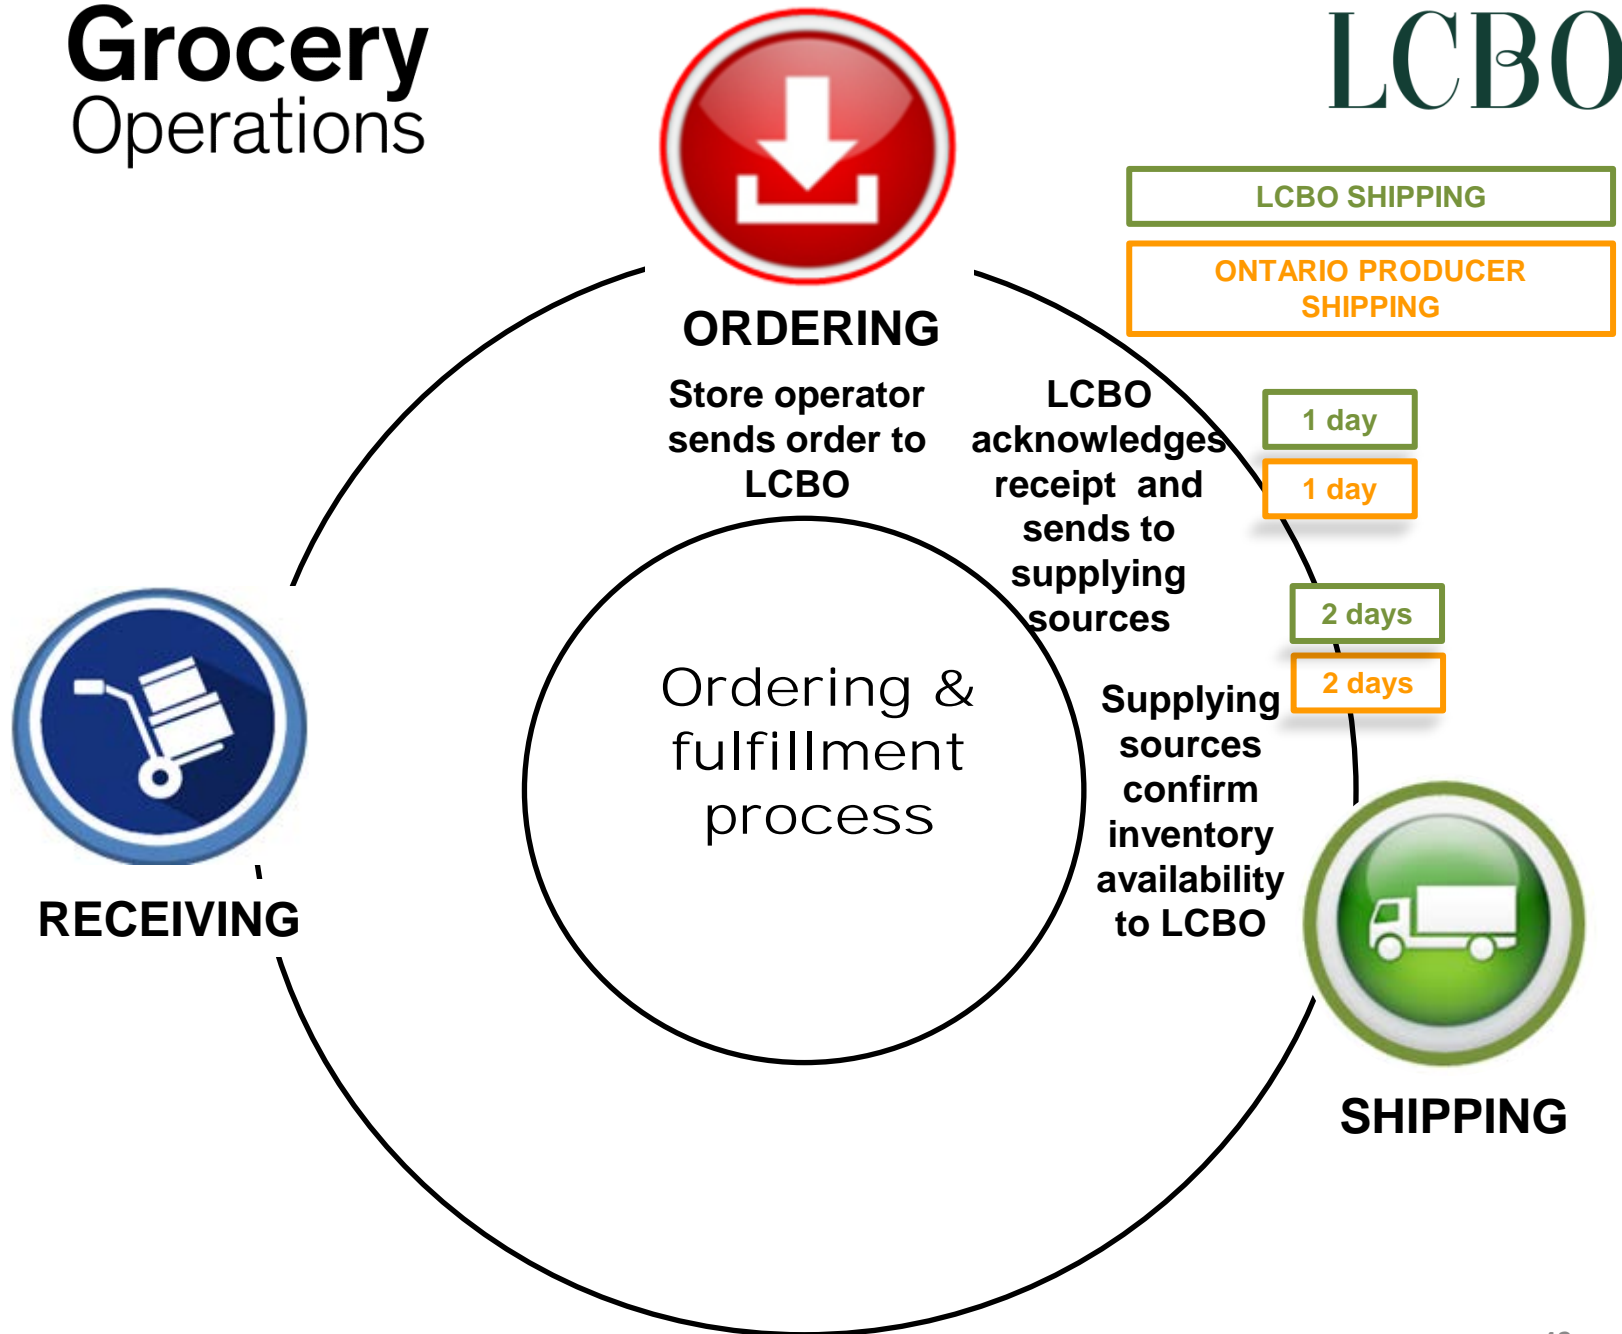 Grocery
Operations
LCBO
LCBO SHIPPING
ONTARIO PRODUCER
SHIPPING
ORDERING
Store operator
sends order to
LCBO
LCBO
acknowledges
receipt and
sends to
supplying
sources
1 day
1 day
2 days
2 days
Supplying
sources
confirm
inventory
availability
to LCBO
Ordering &
fulfillment
process
RECEIVING
SHIPPING